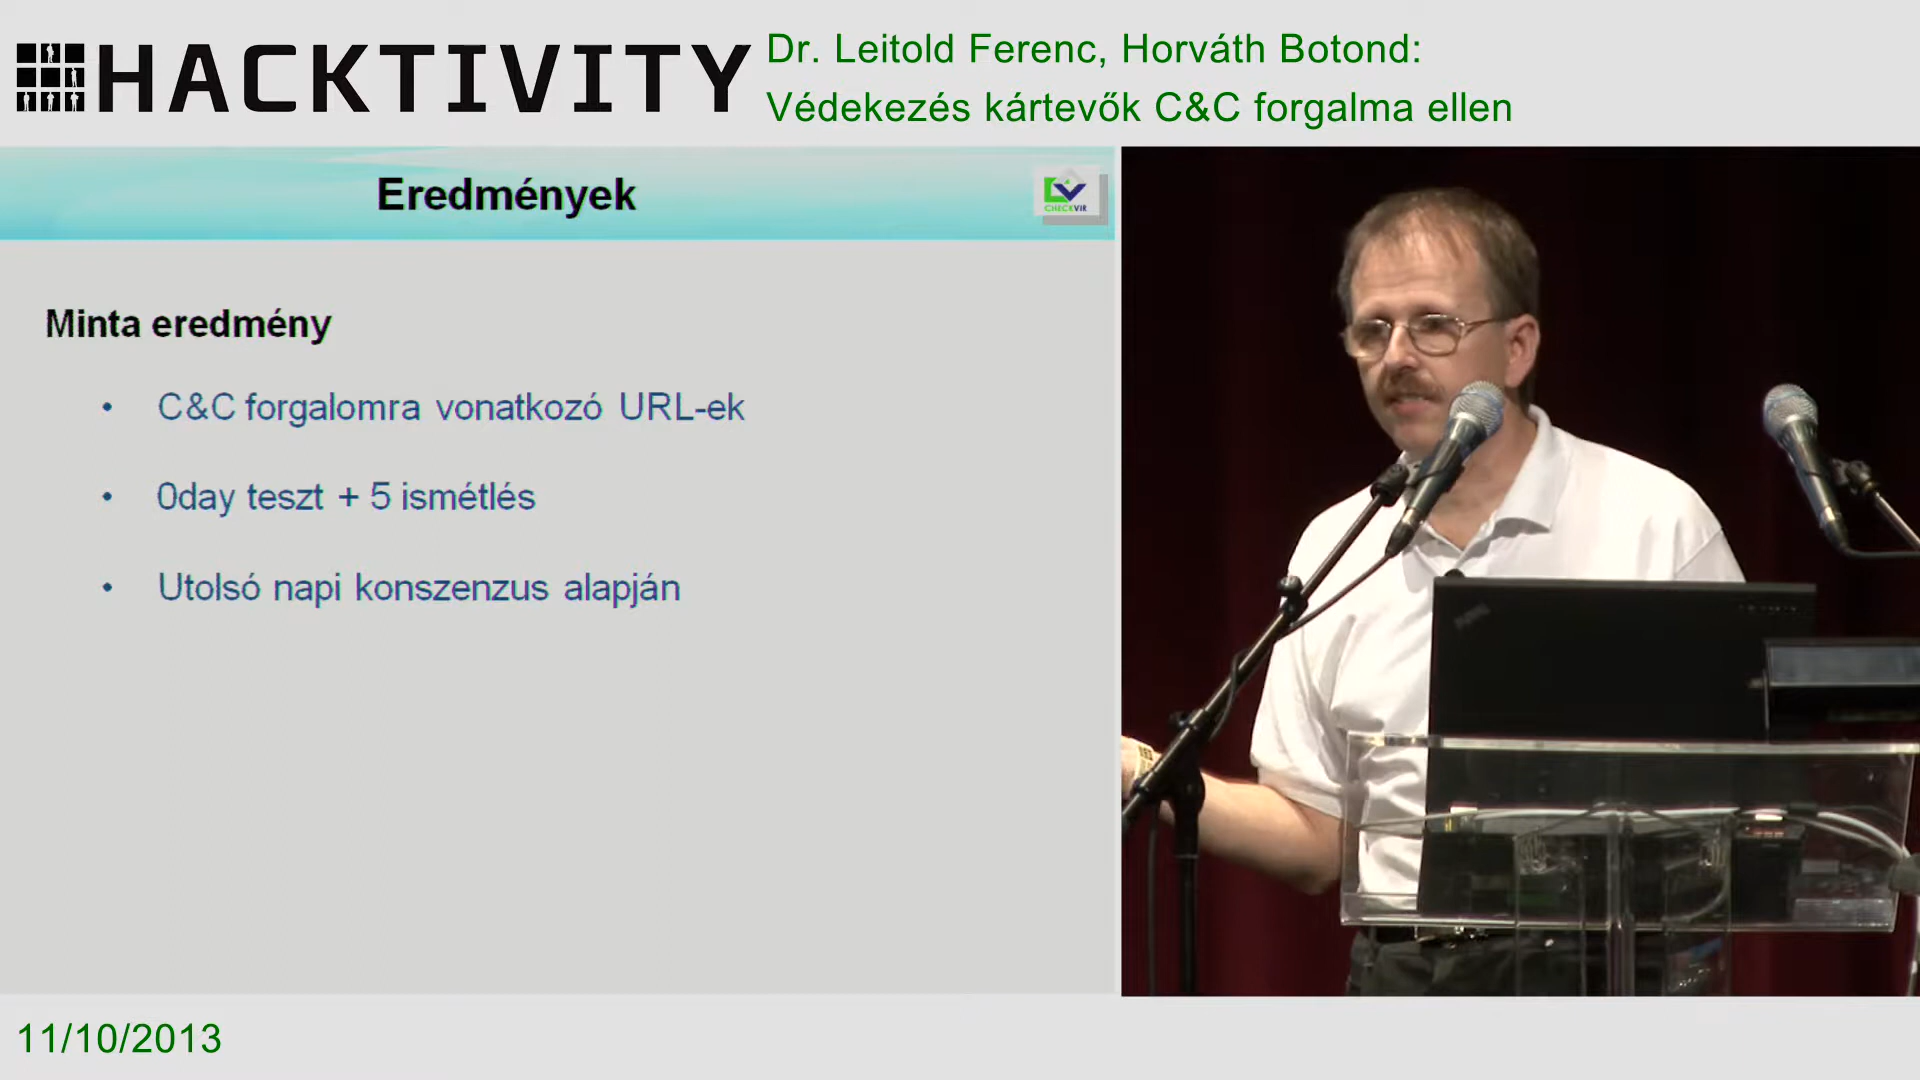 HACKTIVITY
Dr. Leitold Ferenc, Horváth Botond:
Védekezés kártevők C&C forgalma ellen
Eredmények
CHECKVIR
Minta eredmény
• C&C forgalomra vonatkozó URL-ek
• 0day teszt + 5 ismétlés
• Utolsó napi konszenzus alapján
11/10/2013